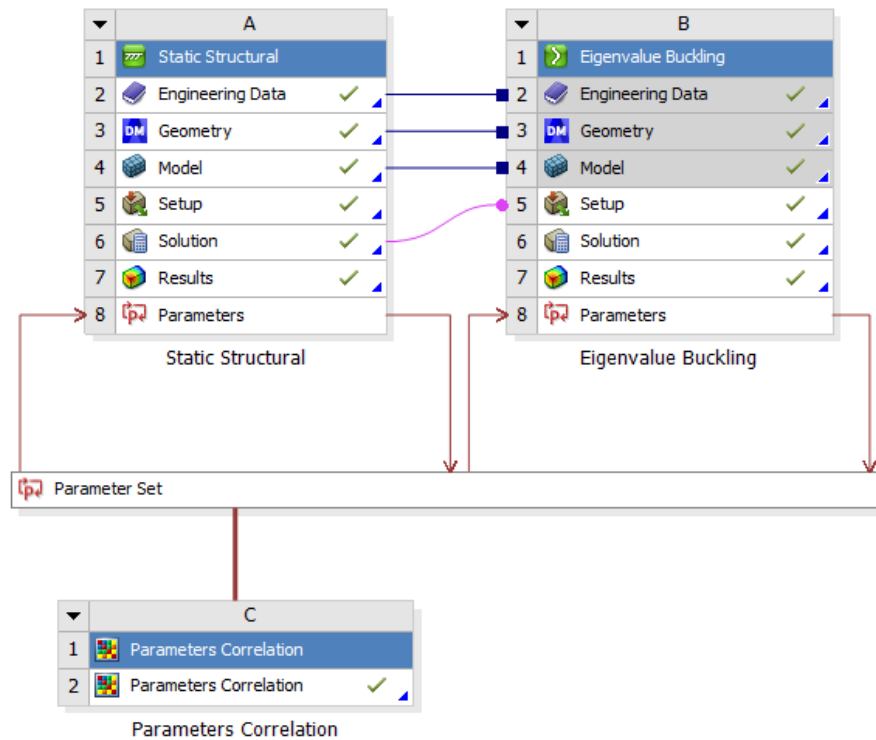 A
1 Static Structural
2 Engineering Data
3 DM Geometry
4 Model
5 Setup
6 Solution
7 Results
8 Parameters
Static Structural
B
1 Eigenvalue Buckling
2 Engineering Data
3 DM Geometry
4 Model
5 Setup
6 Solution
7 Results
8 Parameters
Eigenvalue Buckling
Parameter Set
C
1 Parameters Correlation
2 Parameters Correlation
Parameters Correlation